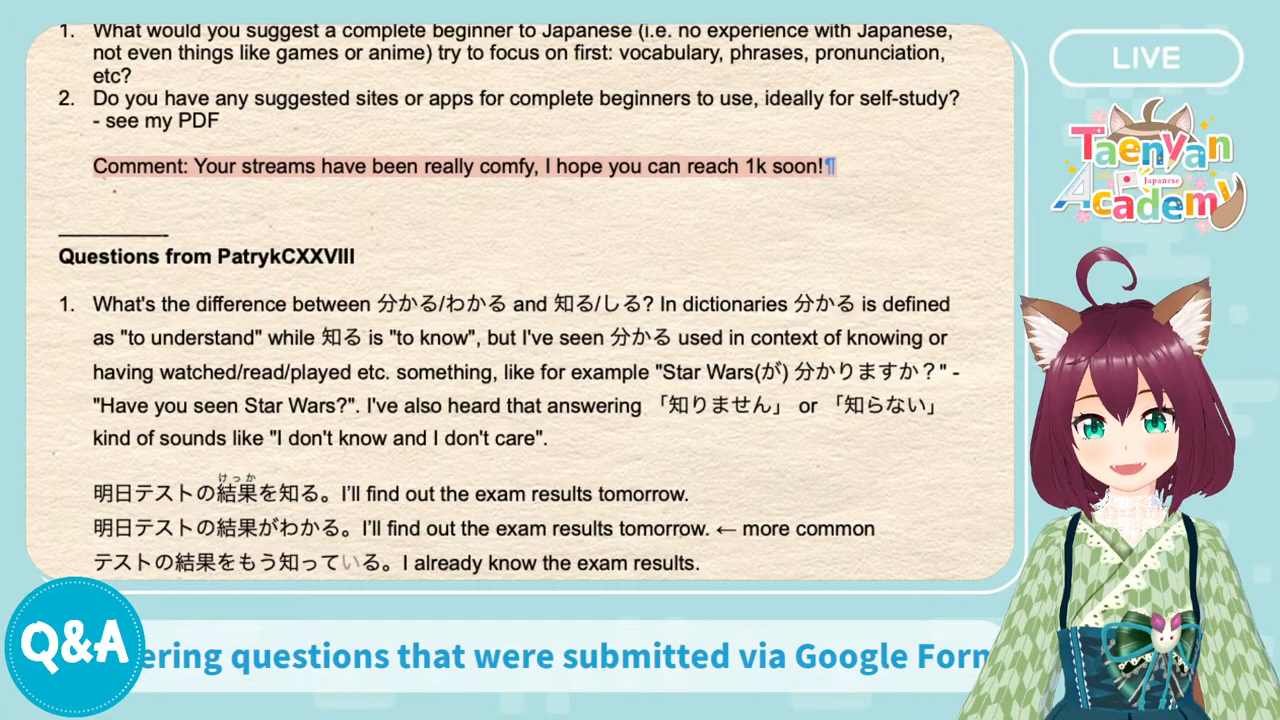 1. What would you suggest a complete beginner to Japanese (i.e. no experience with Japanese,
not even things like games or anime) try to focus on first: vocabulary, phrases, pronunciation,
etc?
2. Do you have any suggested sites or apps for complete beginners to use, ideally for self-study?
- see my PDF
Comment: Your streams have been really comfy, I hope you can reach 1k soon!¶
Questions from PatrykCXXVIII
1. What's the difference between 分かる/わかる and 知る/しる? In dictionaries 分かる is defined
as "to understand" while 知る is "to know", but I've seen 分かる used in context of knowing or
having watched/read/played etc. something, like for example "Star Wars(が) 分かりますか？" -
"Have you seen Star Wars?". I've also heard that answering 「知りません」 or 「知らない」
kind of sounds like "I don't know and I don't care".
けっか
明日テストの結果を知る。I'll find out the exam results tomorrow.
明日テストの結果がわかる。I'll find out the exam results tomorrow. ← more common
テストの結果をもう知っている。I already know the exam results.
LIVE
Taenyan
Japanese
Academy
Q&A
ering questions that were submitted via Google Forn